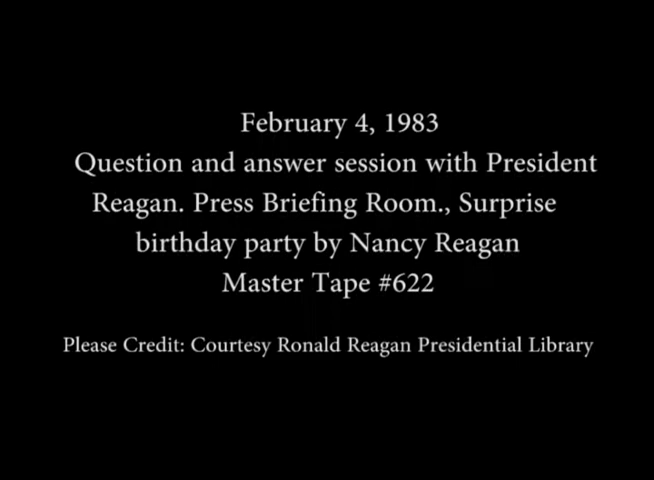 February 4, 1983
Question and answer session with President
Reagan. Press Briefing Room., Surprise
birthday party by Nancy Reagan
Master Tape #622
Please Credit: Courtesy Ronald Reagan Presidential Library